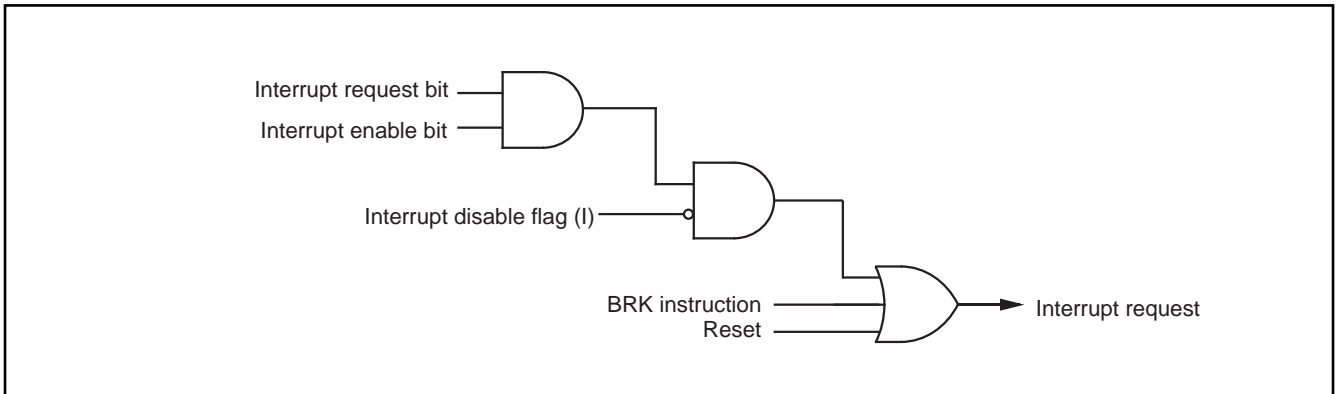 Interrupt request bit
Interrupt enable bit
Interrupt disable flag (I)
BRK instruction
Reset
Interrupt request